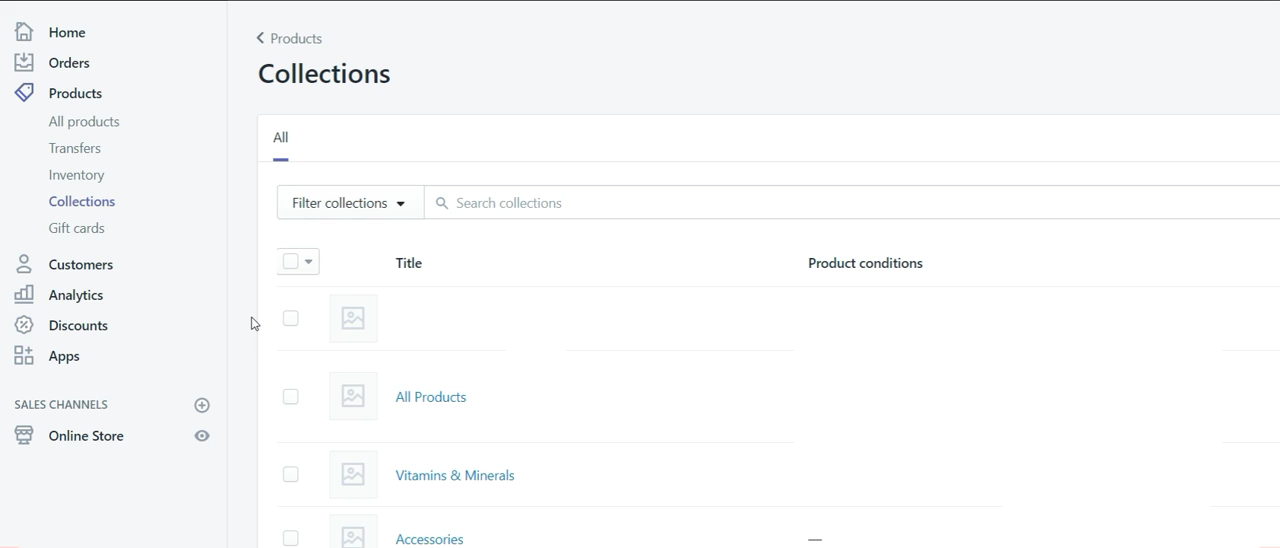 Home
Orders
Products
All products
Transfers
Inventory
Collections
Gift cards
Customers
Analytics
Discounts
Apps
SALES CHANNELS
Online Store
Products
Collections
All
Filter collections
Search collections
Title Product conditions
All Products
Vitamins & Minerals
Accessories —